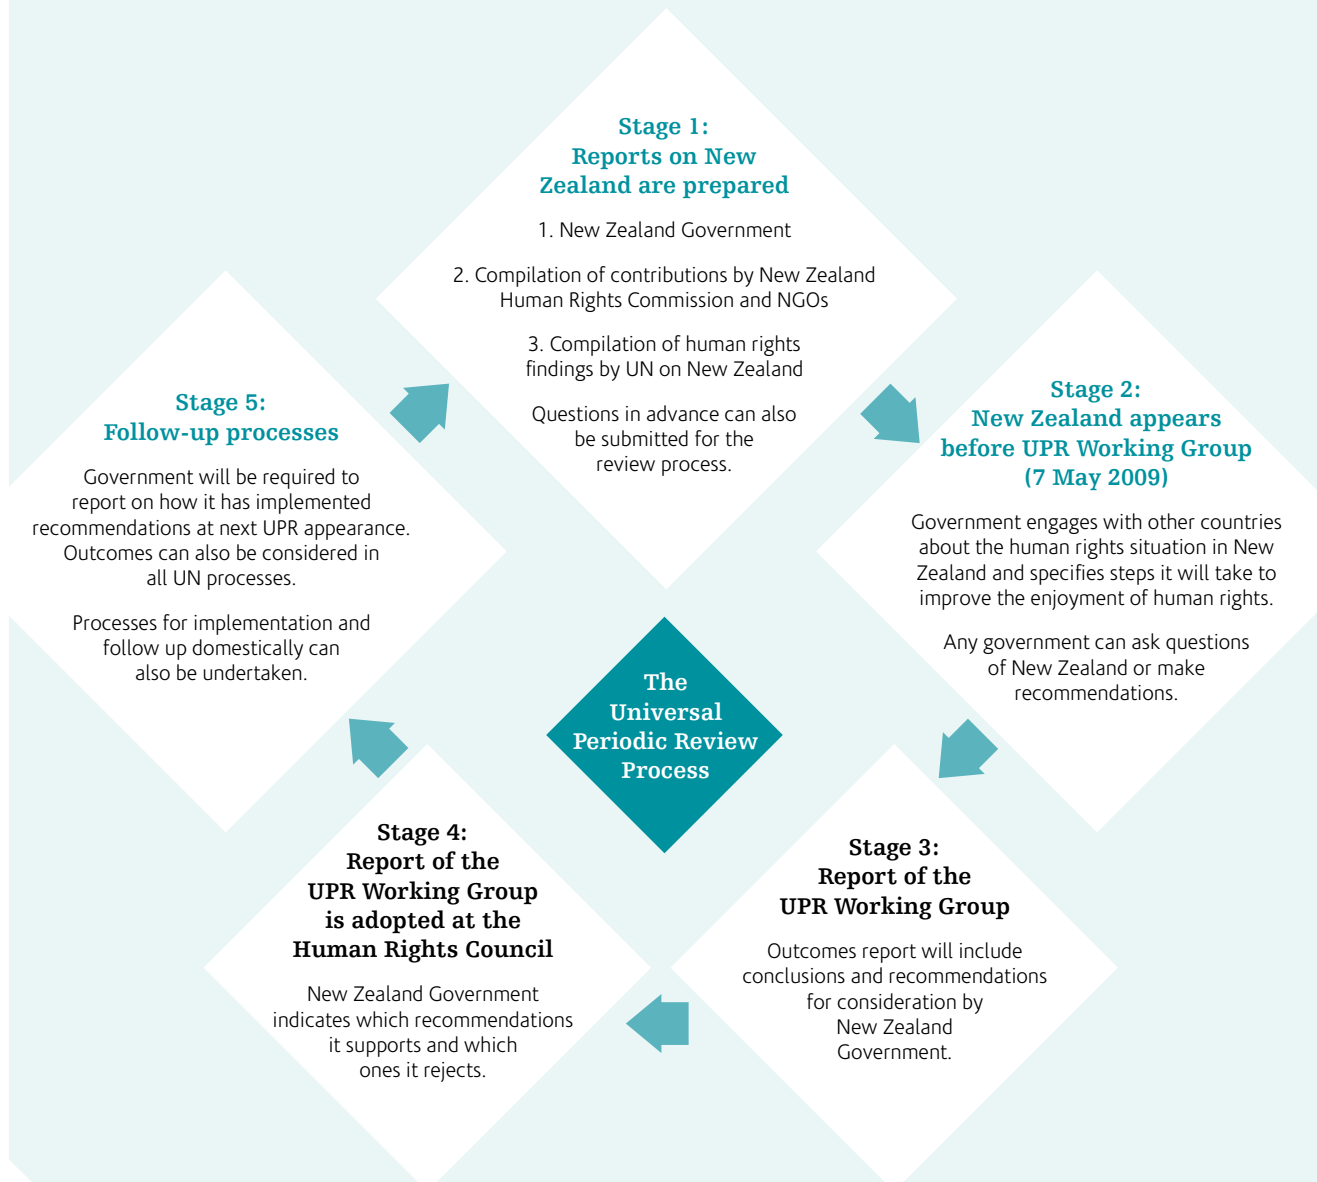 Stage 1:
Reports on New
Zealand are prepared
1. New Zealand Government
2. Compilation of contributions by New Zealand
Human Rights Commission and NGOs
3. Compilation of human rights
findings by UN on New Zealand
Questions in advance can also
be submitted for the
review process.
Stage 2:
New Zealand appears
before UPR Working Group
(7 May 2009)
Government engages with other countries
about the human rights situation in New
Zealand and specifies steps it will take to
improve the enjoyment of human rights.
Any government can ask questions
of New Zealand or make
recommendations.
Stage 3:
Report of the
UPR Working Group
Outcomes report will include
conclusions and recommendations
for consideration by
New Zealand
Government.
Stage 4:
Report of the
UPR Working Group
is adopted at the
Human Rights Council
New Zealand Government
indicates which recommendations
it supports and which
ones it rejects.
Stage 5:
Follow-up processes
Government will be required to
report on how it has implemented
recommendations at next UPR appearance.
Outcomes can also be considered in
all UN processes.
Processes for implementation and
follow up domestically can
also be undertaken.
The
Universal
Periodic Review
Process